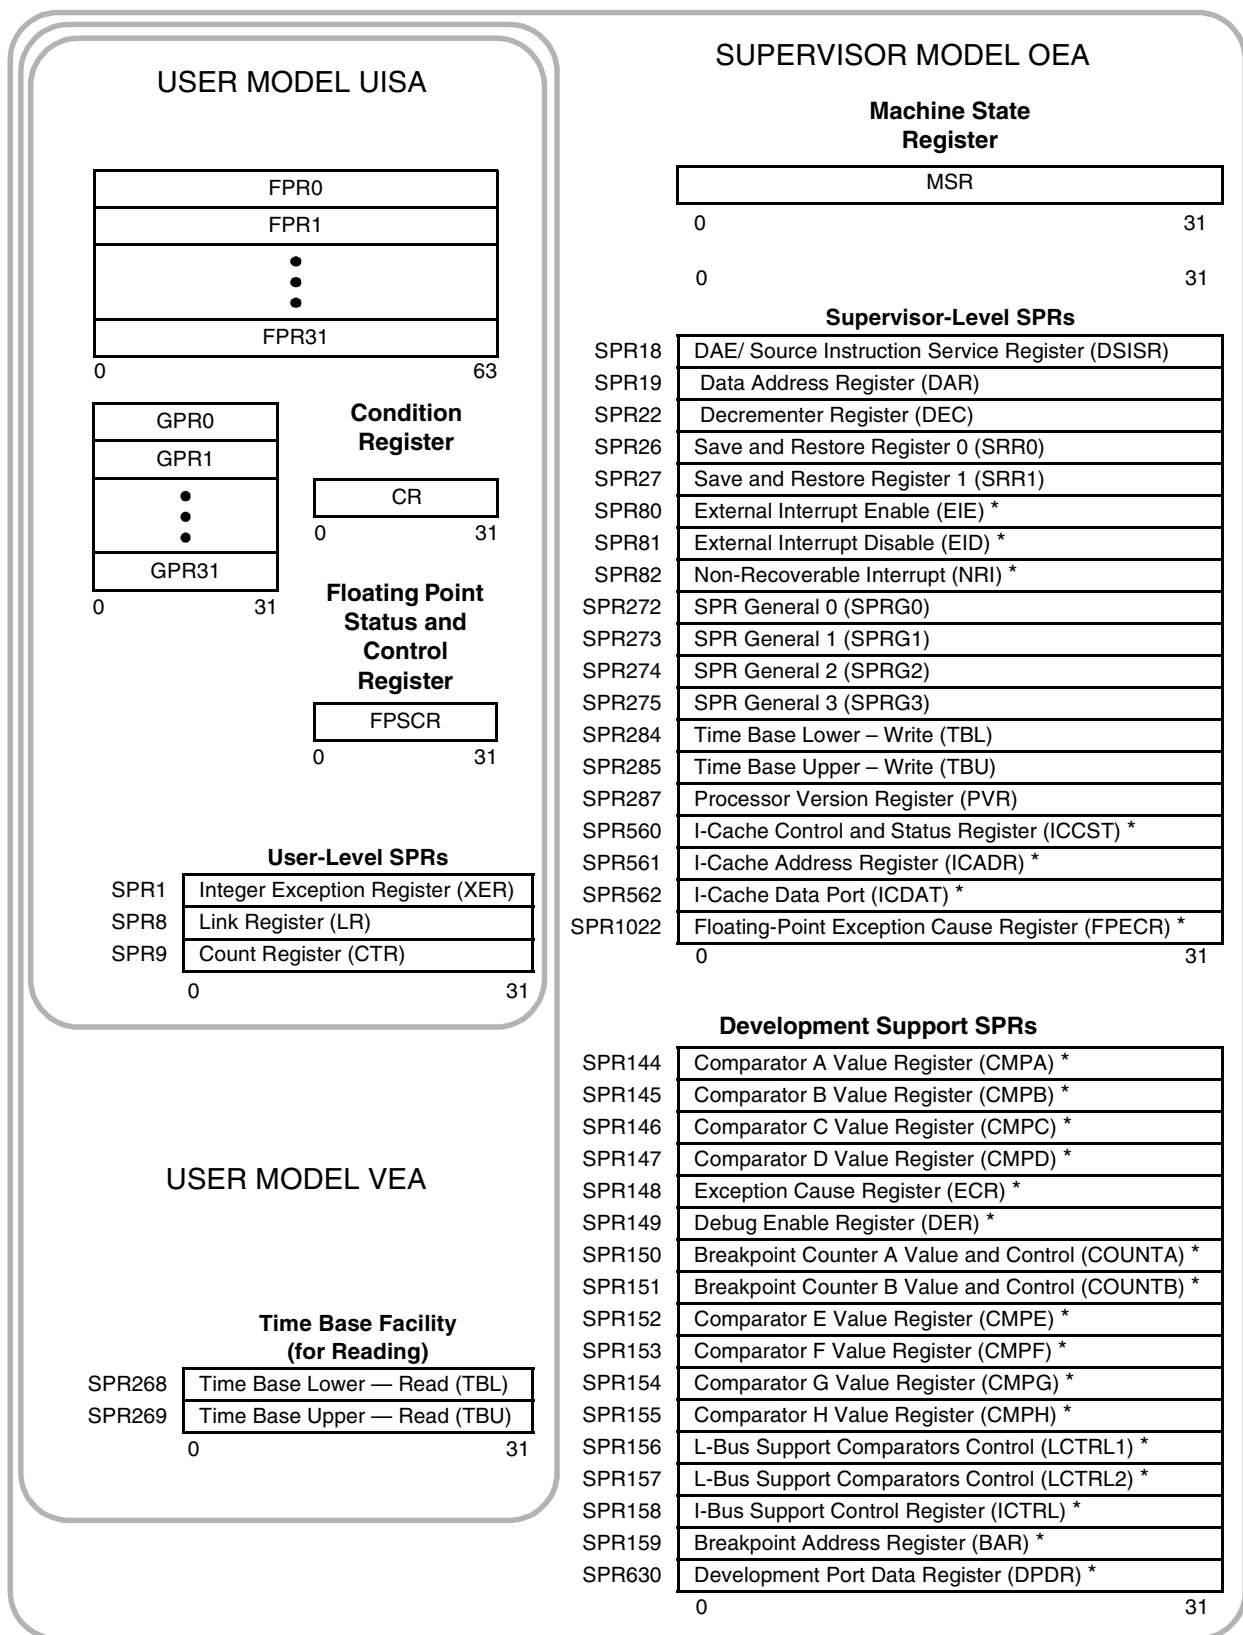 USER MODEL UISA
FPR0
FPR1
FPR31
0 63
GPR0
GPR1
GPR31
0 31
Condition
Register
CR
0 31
Floating Point
Status and
Control
Register
FPSCR
0 31
User-Level SPRs
SPR1 Integer Exception Register (XER)
SPR8 Link Register (LR)
SPR9 Count Register (CTR)
0 31
USER MODEL VEA
Time Base Facility
(for Reading)
SPR268 Time Base Lower — Read (TBL)
SPR269 Time Base Upper — Read (TBU)
0 31
SUPERVISOR MODEL OEA
Machine State
Register
MSR
0 31
0 31
Supervisor-Level SPRs
SPR18 DAE/ Source Instruction Service Register (DSISR)
SPR19 Data Address Register (DAR)
SPR22 Decrementer Register (DEC)
SPR26 Save and Restore Register 0 (SRR0)
SPR27 Save and Restore Register 1 (SRR1)
SPR80 External Interrupt Enable (EIE) *
SPR81 External Interrupt Disable (EID) *
SPR82 Non-Recoverable Interrupt (NRI) *
SPR272 SPR General 0 (SPRG0)
SPR273 SPR General 1 (SPRG1)
SPR274 SPR General 2 (SPRG2)
SPR275 SPR General 3 (SPRG3)
SPR284 Time Base Lower – Write (TBL)
SPR285 Time Base Upper – Write (TBU)
SPR287 Processor Version Register (PVR)
SPR560 I-Cache Control and Status Register (ICCST) *
SPR561 I-Cache Address Register (ICADR) *
SPR562 I-Cache Data Port (ICDAT) *
SPR1022 Floating-Point Exception Cause Register (FPECR) *
0 31
Development Support SPRs
SPR144 Comparator A Value Register (CMPA) *
SPR145 Comparator B Value Register (CMPB) *
SPR146 Comparator C Value Register (CMPC) *
SPR147 Comparator D Value Register (CMPD) *
SPR148 Exception Cause Register (ECR) *
SPR149 Debug Enable Register (DER) *
SPR150 Breakpoint Counter A Value and Control (COUNTA) *
SPR151 Breakpoint Counter B Value and Control (COUNTB) *
SPR152 Comparator E Value Register (CMPE) *
SPR153 Comparator F Value Register (CMPF) *
SPR154 Comparator G Value Register (CMPG) *
SPR155 Comparator H Value Register (CMPH) *
SPR156 L-Bus Support Comparators Control (LCTRL1) *
SPR157 L-Bus Support Comparators Control (LCTRL2) *
SPR158 I-Bus Support Control Register (ICTRL) *
SPR159 Breakpoint Address Register (BAR) *
SPR630 Development Port Data Register (DPDR) *
0 31